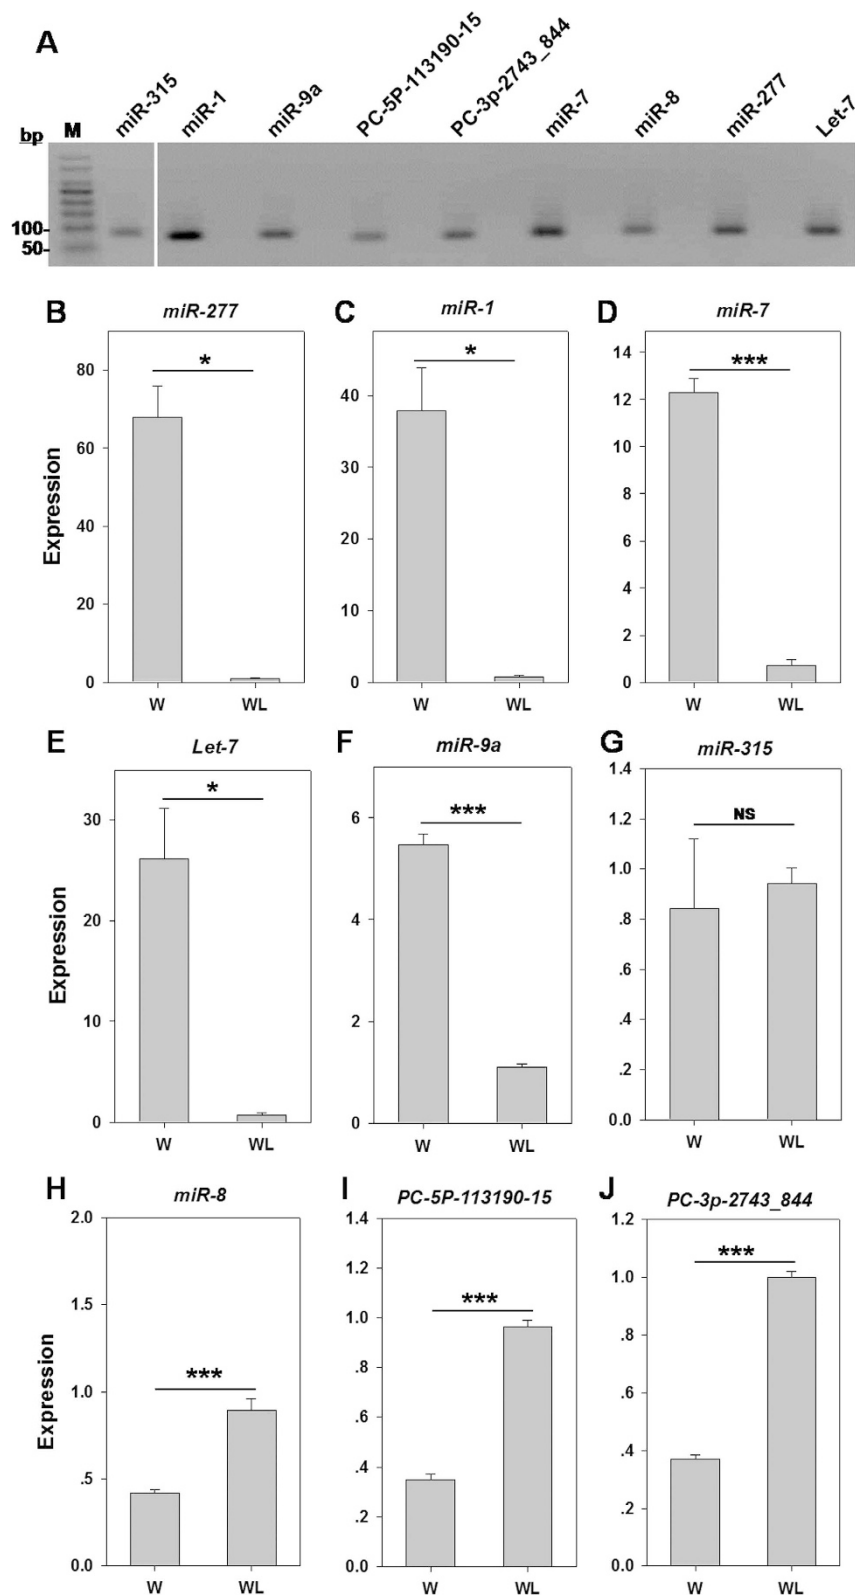 A
bp
M
miR-315
miR-1
miR-9a
PC-5P-113190-15
PC-3p-2743_844
miR-7
miR-8
miR-277
Let-7
100-
50-
B
miR-277
Expression
80
60
40
20
0
*
W
WL
C
miR-1
40
30
20
10
0
*
W
WL
D
miR-7
14
12
10
8
6
4
2
0
***
W
WL
E
Let-7
Expression
30
20
10
0
*
W
WL
F
miR-9a
6
4
2
0
***
W
WL
G
miR-315
1.4
1.2
1.0
.8
.6
.4
.2
0.0
NS
W
WL
H
miR-8
Expression
2.0
1.5
1.0
.5
0.0
***
W
WL
I
PC-5P-113190-15
1.4
1.2
1.0
.8
.6
.4
.2
0.0
***
W
WL
J
PC-3p-2743_844
1.2
1.0
.8
.6
.4
.2
0.0
***
W
WL